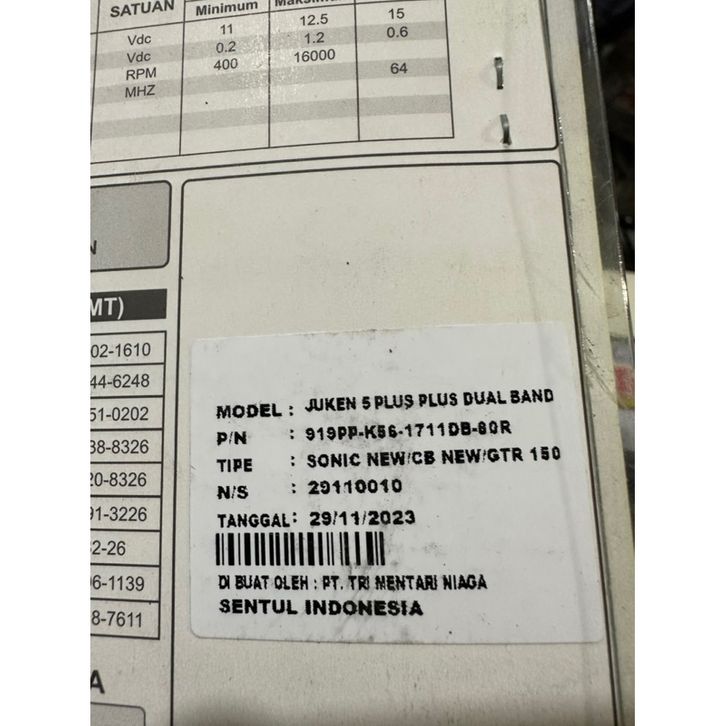 SATUAN Minimum
Vdc 11 12.5 15
Vdc 0.2 1.2 0.6
RPM 400 16000
MHZ 64
N
MT)
02-1610
44-6248
51-0202
38-8326
20-8326
91-3226
2-26
6-1139
8-7611
A
MODEL : JUKEN 5 PLUS PLUS DUAL BAND
P/N : 919PP-K56-1711DB-60R
TIPE : SONIC NEW/CB NEW/GTR 150
N/S : 29110010
TANGGAL: 29/11/2023
DI BUAT OLEH : PT. TRI MENTARI NIAGA
SENTUL INDONESIA